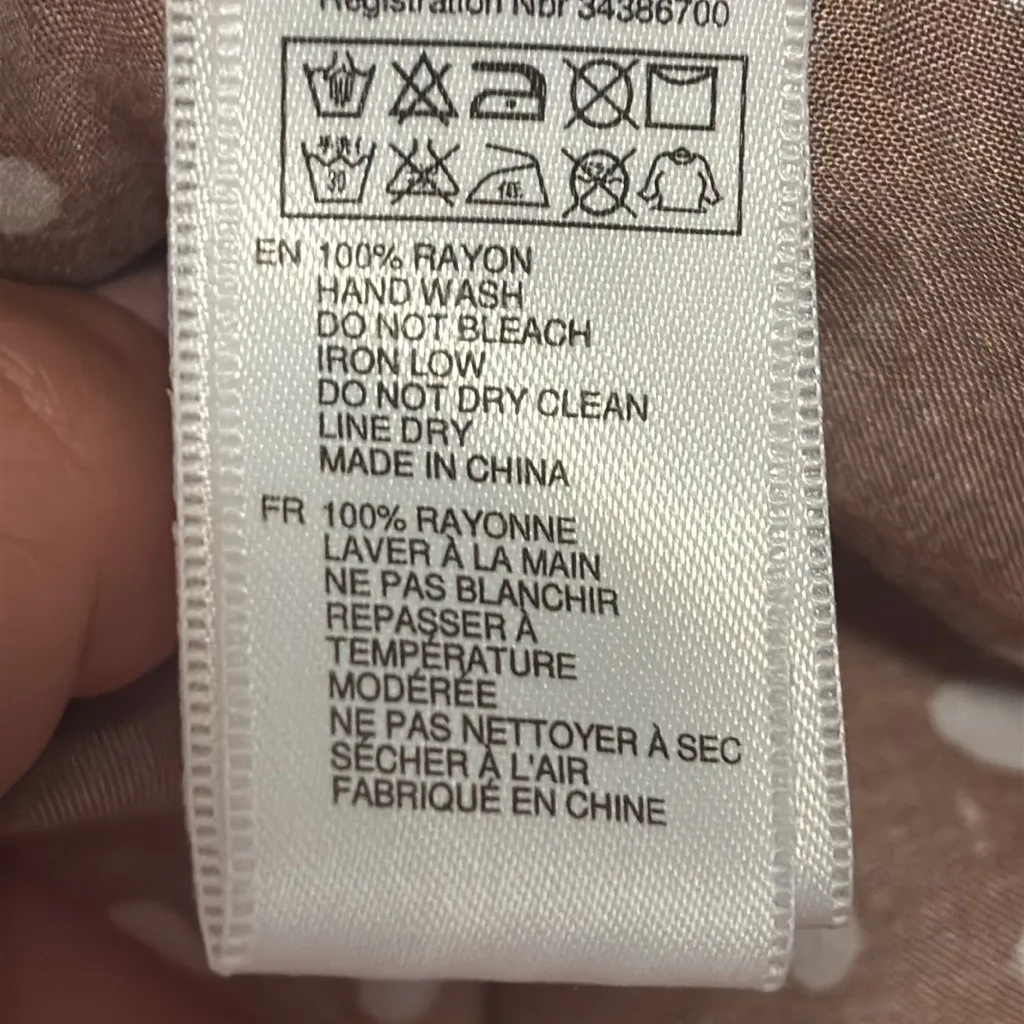 Registration Nbr 34386700
30
EN 100% RAYON
HAND WASH
DO NOT BLEACH
IRON LOW
DO NOT DRY CLEAN
LINE DRY
MADE IN CHINA
FR 100% RAYONNE
LAVER À LA MAIN
NE PAS BLANCHIR
REPASSER À
TEMPÉRATURE
MODÉRÉE
NE PAS NETTOYER À SEC
SÉCHER À L'AIR
FABRIQUÉ EN CHINE